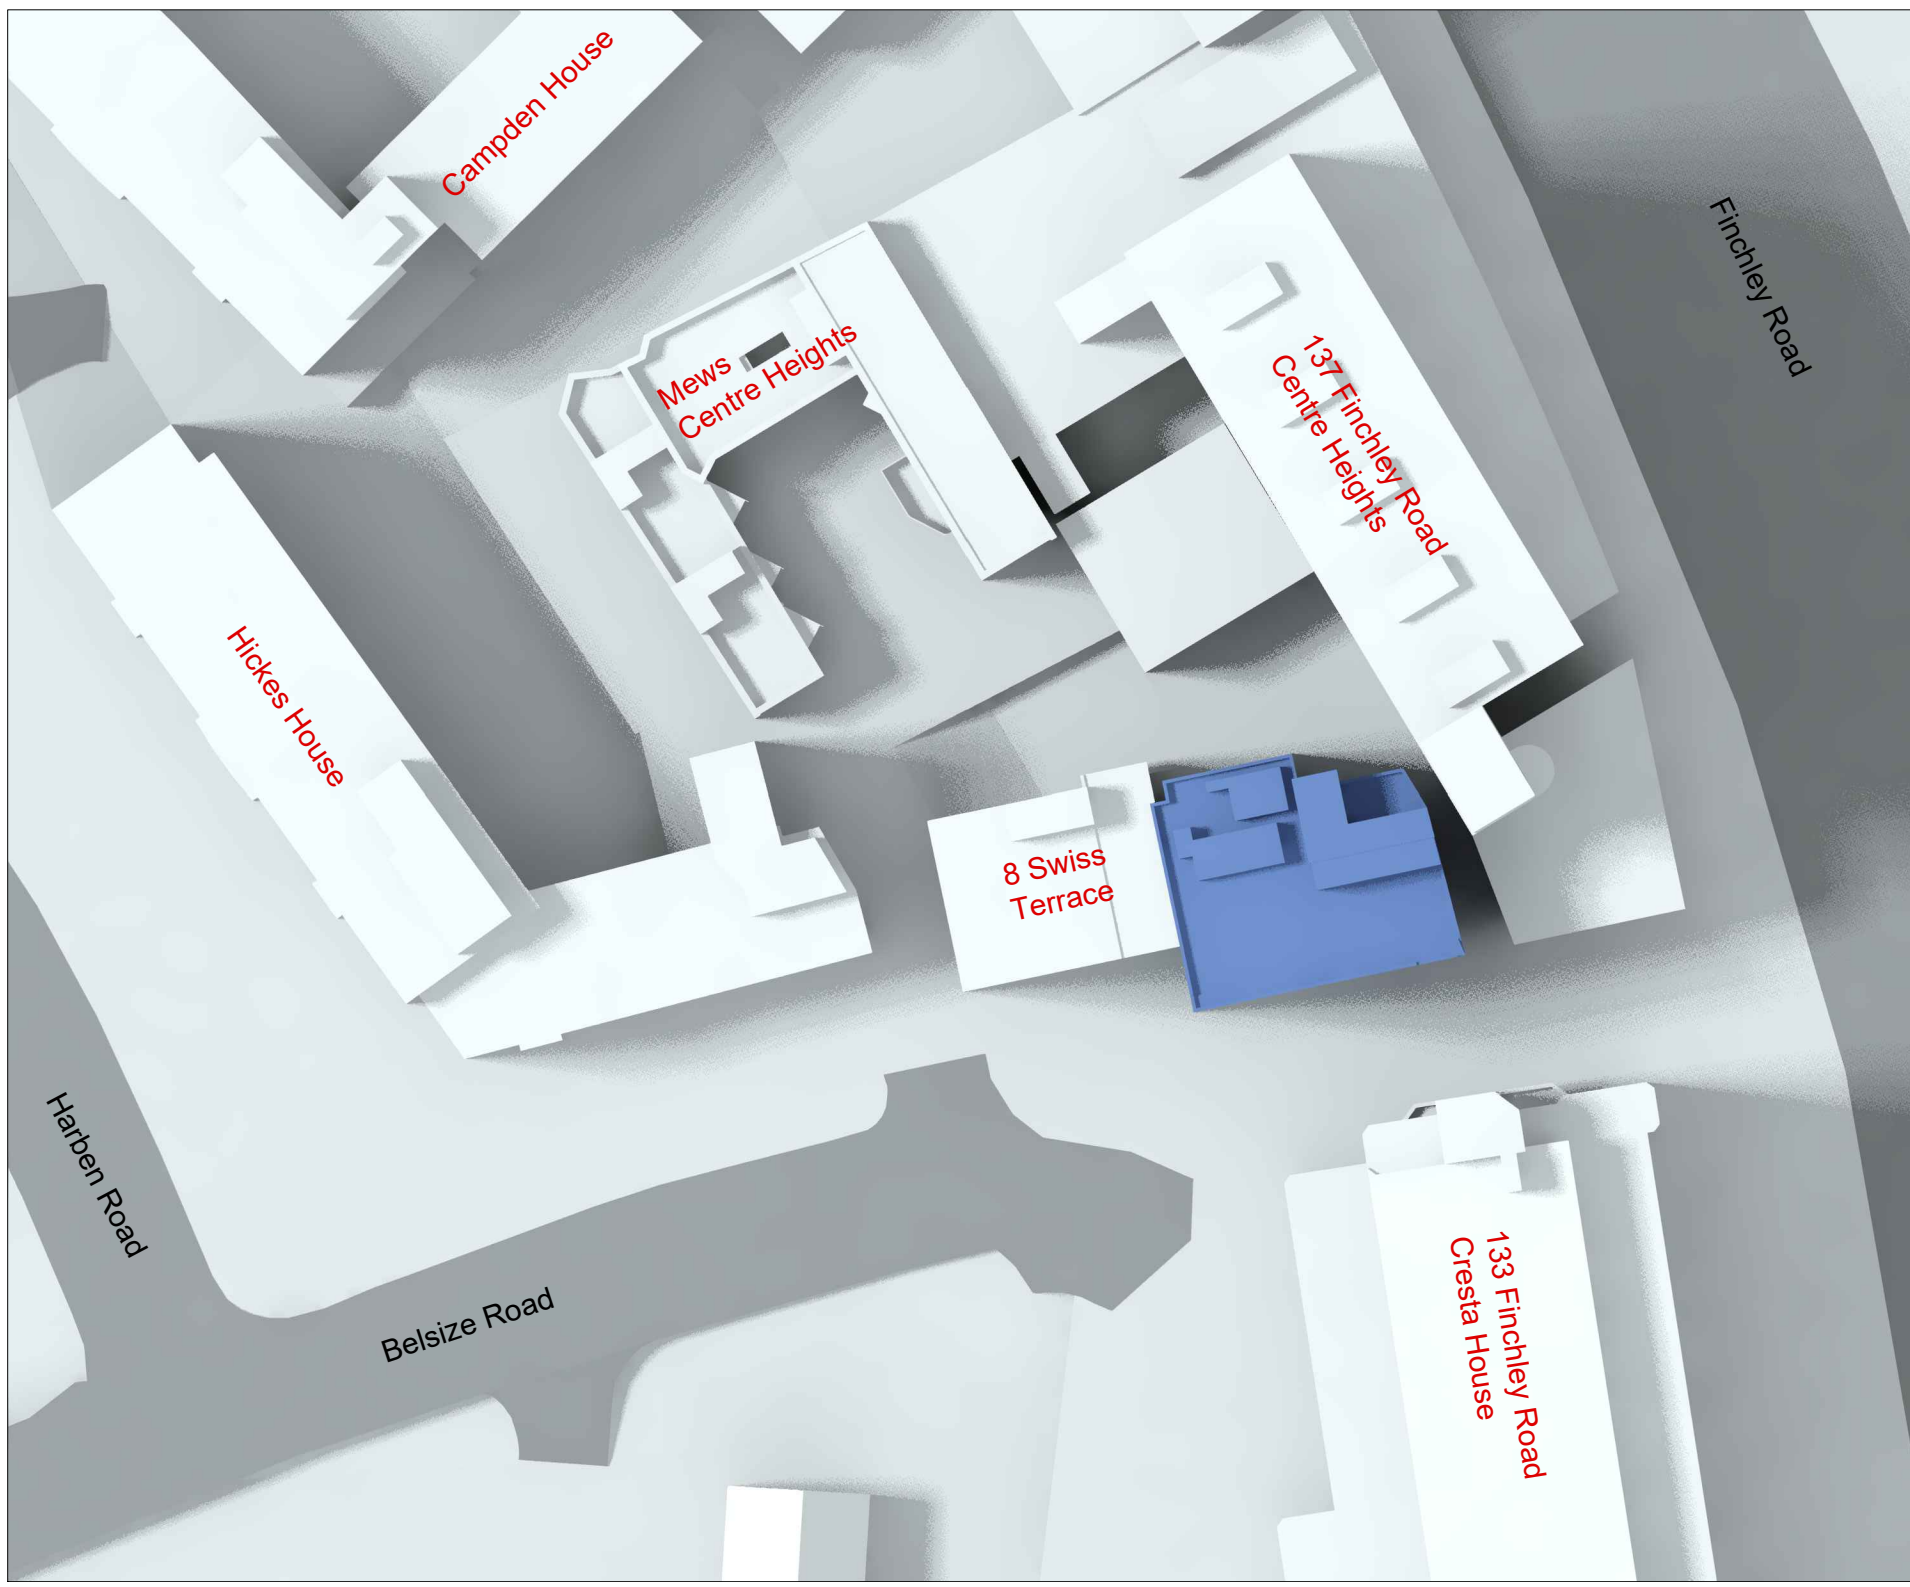 Campden House
Finchley Road
Mews
Centre Heights
137 Finchley Road
Centre Heights
Hickes House
8 Swiss
Terrace
Harben Road
Belsize Road
133 Finchley Road
Cresta House